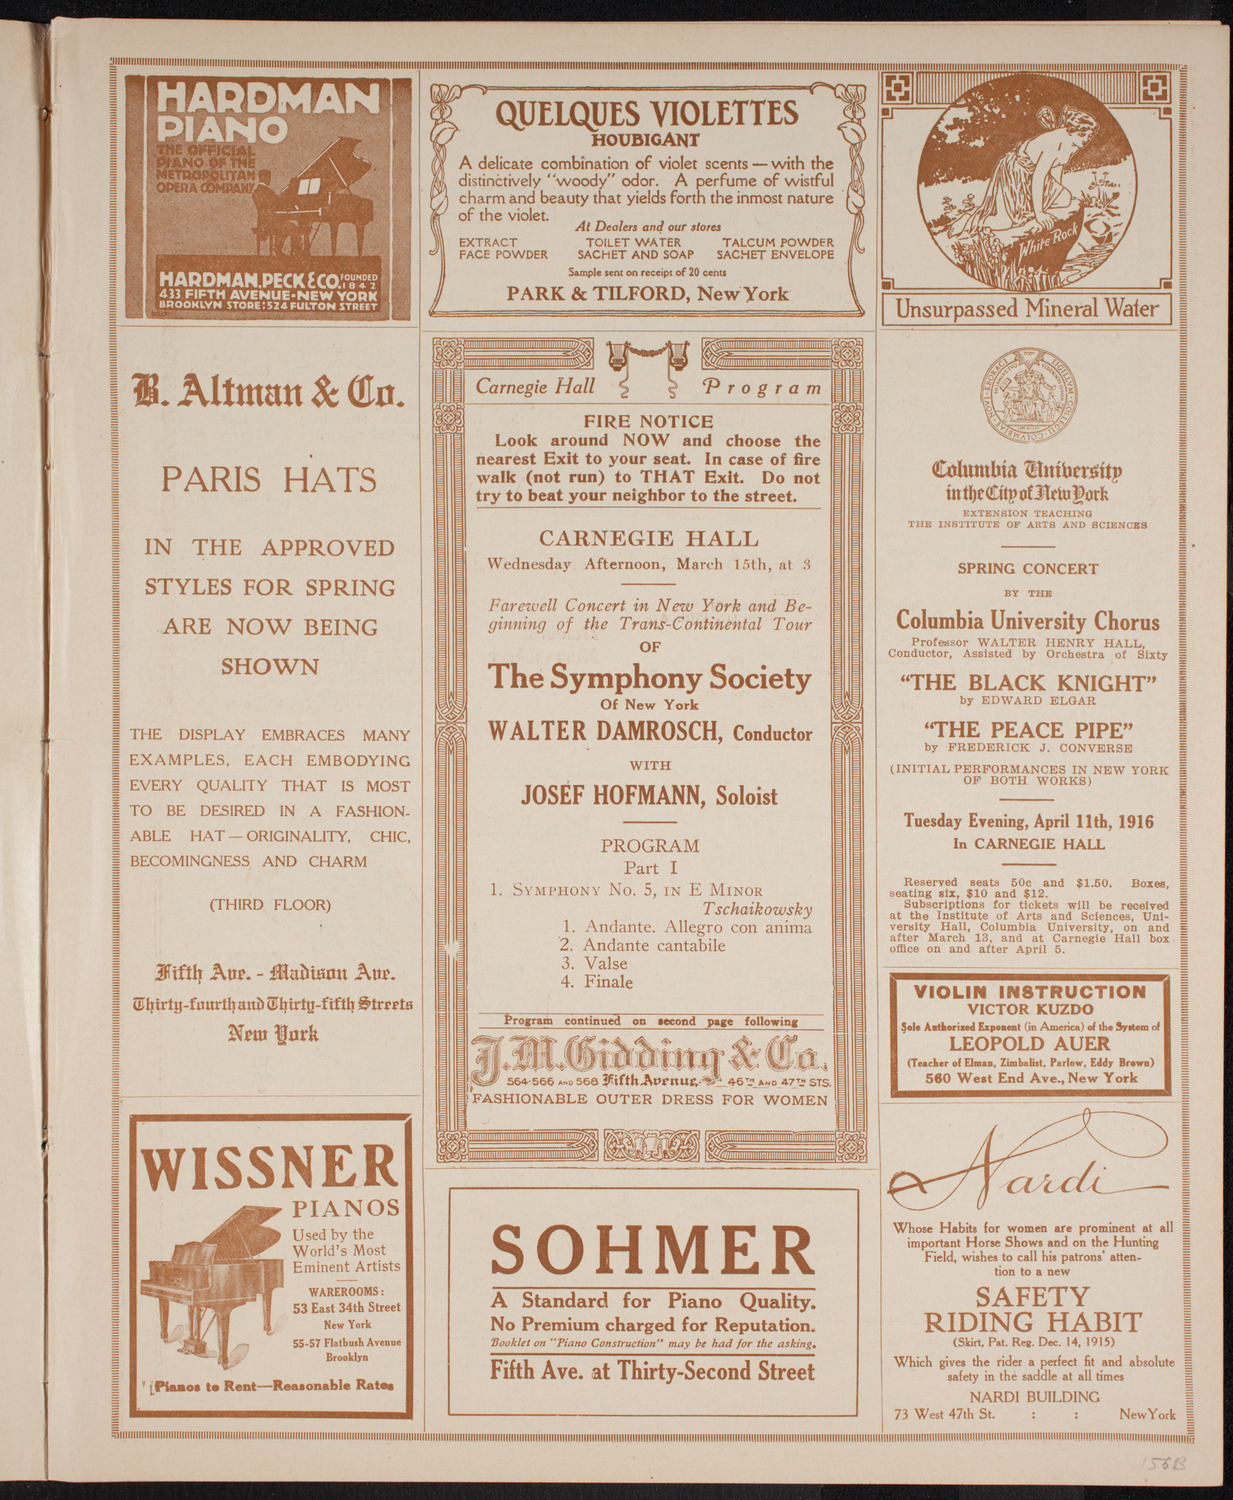 HARDMAN
PIANO
THE OFFICIAL
PIANO OF THE
METROPOLITAN
OPERA COMPANY
HARDMAN, PECK & CO. FOUNDED 1842
433 FIFTH AVENUE-NEW YORK
BROOKLYN STORE: 524 FULTON STREET
B. Altman & Co.
PARIS HATS
IN THE APPROVED
STYLES FOR SPRING
ARE NOW BEING
SHOWN
THE DISPLAY EMBRACES MANY
EXAMPLES, EACH EMBODYING
EVERY QUALITY THAT IS MOST
TO BE DESIRED IN A FASHION-
ABLE HAT—ORIGINALITY, CHIC,
BECOMINGNESS AND CHARM
(THIRD FLOOR)
Fifth Ave. - Madison Ave.
Thirty-fourth and Thirty-fifth Streets
New York
WISSNER
PIANOS
Used by the
World's Most
Eminent Artists
WAREROOMS:
53 East 34th Street
New York
55-57 Flatbush Avenue
Brooklyn
Pianos to Rent—Reasonable Rates
QUELQUES VIOLETTES
HOUBIGANT
A delicate combination of violet scents — with the
distinctively "woody" odor. A perfume of wistful
charm and beauty that yields forth the inmost nature
of the violet.
At Dealers and our stores
EXTRACT TOILET WATER TALCUM POWDER
FACE POWDER SACHET AND SOAP SACHET ENVELOPE
Sample sent on receipt of 20 cents
PARK & TILFORD, New York
Carnegie Hall Program
FIRE NOTICE
Look around NOW and choose the
nearest Exit to your seat. In case of fire
walk (not run) to THAT Exit. Do not
try to beat your neighbor to the street.
CARNEGIE HALL
Wednesday Afternoon, March 15th, at 3
Farewell Concert in New York and Be-
ginning of the Trans-Continental Tour
OF
The Symphony Society
Of New York
WALTER DAMROSCH, Conductor
WITH
JOSEF HOFMANN, Soloist
PROGRAM
Part I
1. SYMPHONY NO. 5, IN E MINOR
Tschaikowsky
1. Andante. Allegro con anima
2. Andante cantabile
3. Valse
4. Finale
Program continued on second page following
J.M. Gidding & Co.
564-566 AND 568 Fifth Avenue, 46TH AND 47TH STS.
FASHIONABLE OUTER DRESS FOR WOMEN
SOHMER
A Standard for Piano Quality.
No Premium charged for Reputation.
Booklet on "Piano Construction" may be had for the asking.
Fifth Ave. at Thirty-Second Street
White Rock
Unsurpassed Mineral Water
Columbia University
in the City of New York
EXTENSION TEACHING
THE INSTITUTE OF ARTS AND SCIENCES
SPRING CONCERT
BY THE
Columbia University Chorus
Professor WALTER HENRY HALL,
Conductor, Assisted by Orchestra of Sixty
"THE BLACK KNIGHT"
by EDWARD ELGAR
"THE PEACE PIPE"
by FREDERICK J. CONVERSE
(INITIAL PERFORMANCES IN NEW YORK
OF BOTH WORKS)
Tuesday Evening, April 11th, 1916
In CARNEGIE HALL
Reserved seats 50c and $1.50. Boxes,
seating six, $10 and $12.
Subscriptions for tickets will be received
at the Institute of Arts and Sciences, Uni-
versity Hall, Columbia University, on and
after March 13, and at Carnegie Hall box
office on and after April 5.
VIOLIN INSTRUCTION
VICTOR KUZDO
Sole Authorized Exponent (in America) of the System of
LEOPOLD AUER
(Teacher of Elman, Zimbalist, Parlow, Eddy Brown)
560 West End Ave., New York
Nardi
Whose Habits for women are prominent at all
important Horse Shows and on the Hunting
Field, wishes to call his patrons' atten-
tion to a new
SAFETY
RIDING HABIT
(Skirt, Pat. Reg. Dec. 14, 1915)
Which gives the rider a perfect fit and absolute
safety in the saddle at all times
NARDI BUILDING
73 West 47th St. : : New York
156B